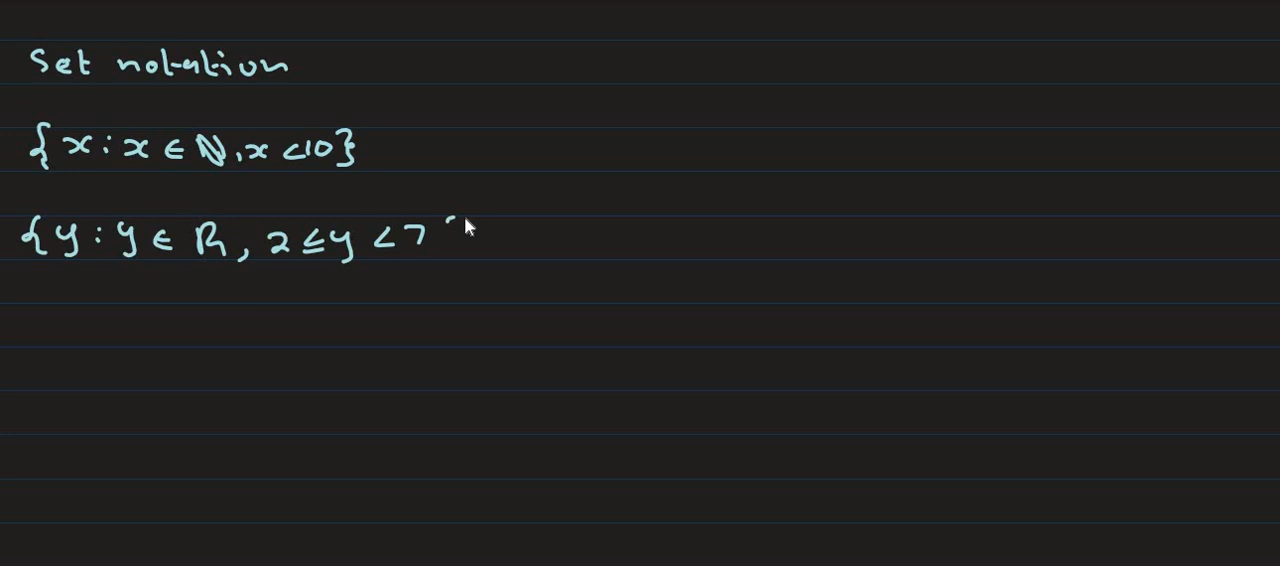 Set notation
{x : x ∈ ℕ, x < 10}
{y : y ∈ ℝ, 2 ≤ y < 7